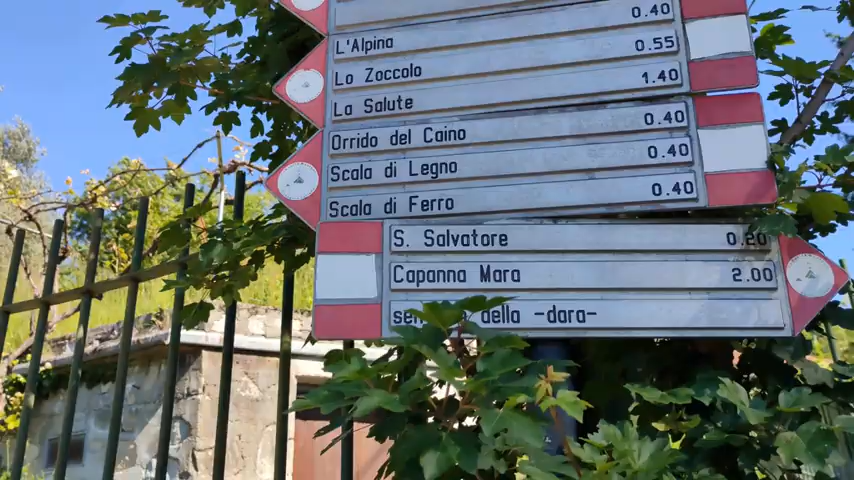 0.40
L'Alpina 0.55
Lo Zoccolo 1.40
La Salute
Orrido del Caino 0.40
Scala di Legno 0.40
Scala di Ferro 0.40
S. Salvatore 0.20
Capanna Mara 2.00
della -dara-